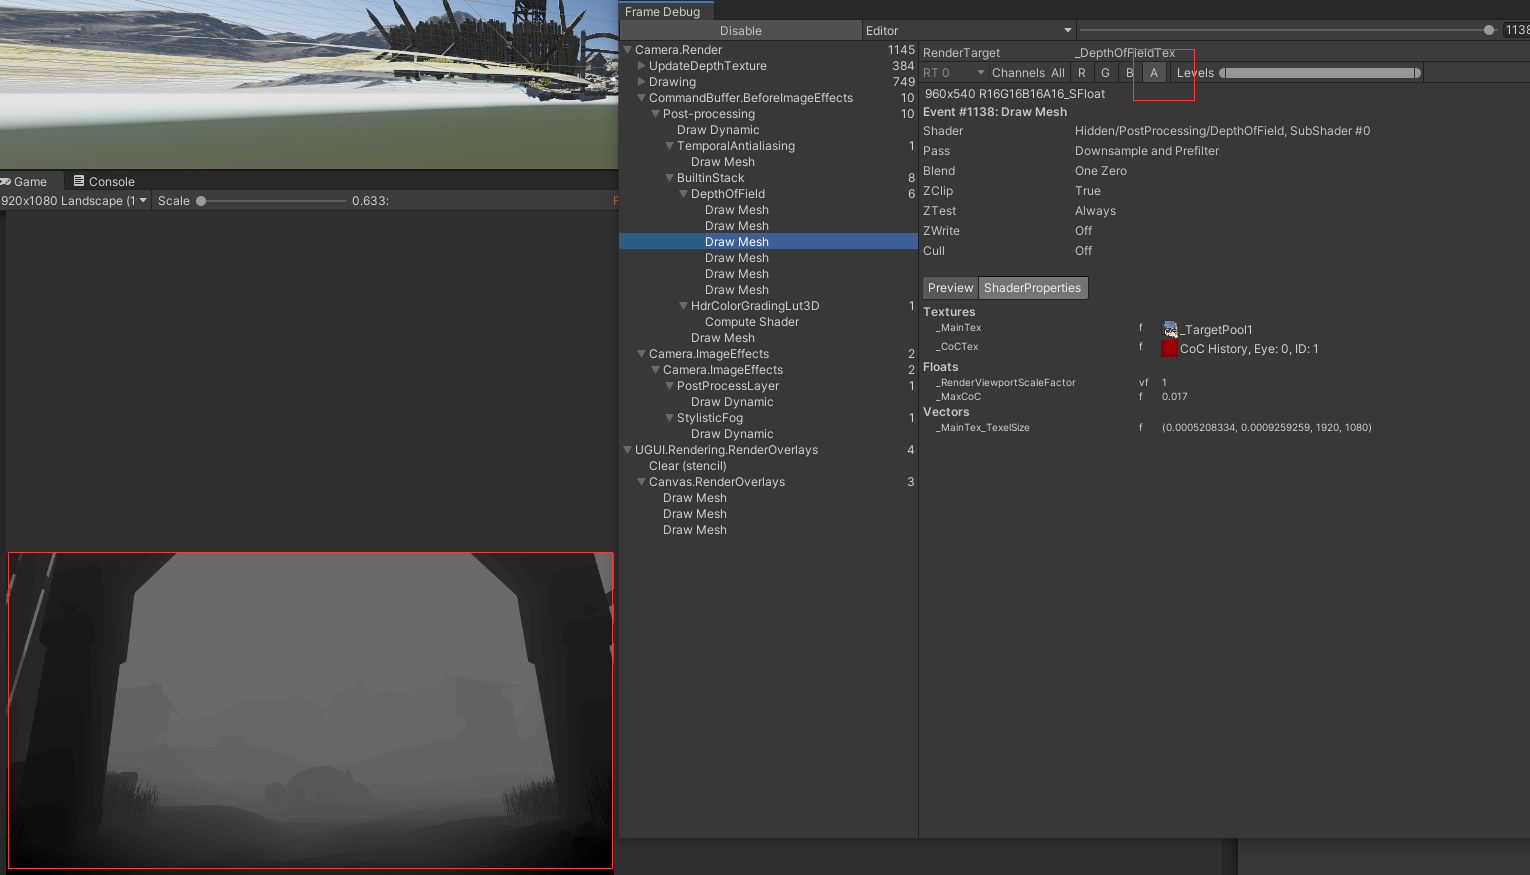 Game
Console
920x1080 Landscape (1
Scale
0.633:
F
Frame Debug
Disable
Editor
1138
Camera.Render 1145
UpdateDepthTexture 384
Drawing 749
CommandBuffer.BeforeImageEffects 10
Post-processing 10
Draw Dynamic
TemporalAntialiasing 1
Draw Mesh
BuiltinStack 8
DepthOfField 6
Draw Mesh
Draw Mesh
Draw Mesh
Draw Mesh
Draw Mesh
Draw Mesh
HdrColorGradingLut3D 1
Compute Shader
Draw Mesh
Camera.ImageEffects 2
Camera.ImageEffects 2
PostProcessLayer 1
Draw Dynamic
StylisticFog 1
Draw Dynamic
UGUI.Rendering.RenderOverlays 4
Clear (stencil)
Canvas.RenderOverlays 3
Draw Mesh
Draw Mesh
Draw Mesh
RenderTarget _DepthOfFieldTex
RT 0 Channels All R G B A Levels
960x540 R16G16B16A16_SFloat
Event #1138: Draw Mesh
Shader Hidden/PostProcessing/DepthOfField, SubShader #0
Pass Downsample and Prefilter
Blend One Zero
ZClip True
ZTest Always
ZWrite Off
Cull Off
Preview ShaderProperties
Textures
_MainTex f _TargetPool1
_CoCTex f CoC History, Eye: 0, ID: 1
Floats
_RenderViewportScaleFactor vf 1
_MaxCoC f 0.017
Vectors
_MainTex_TexelSize f (0.0005208334, 0.0009259259, 1920, 1080)